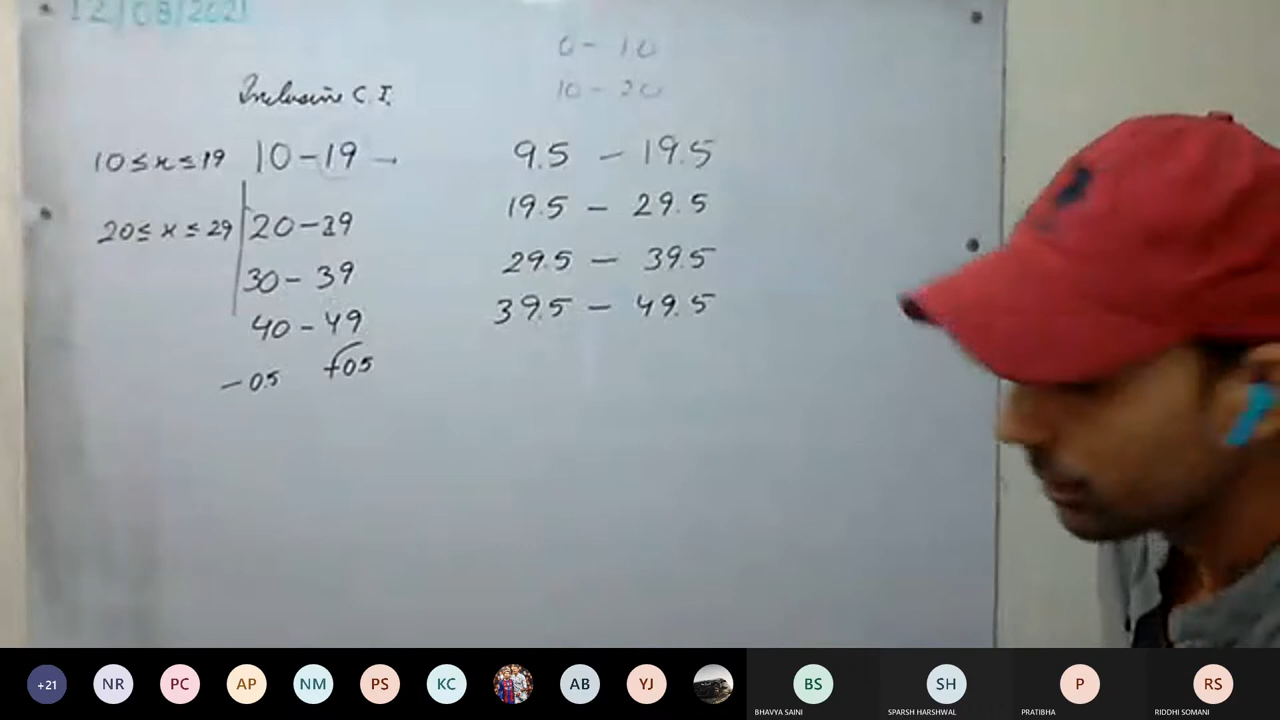 12/08/2021
0 - 10
10 - 20
Inclusive C.I.
10 ≤ x ≤ 19 10 - 19 - 9.5 - 19.5
20 ≤ x ≤ 29 20 - 29 19.5 - 29.5
30 - 39 29.5 - 39.5
40 - 49 39.5 - 49.5
- 0.5 + 0.5
+21 NR PC AP NM PS KC AB YJ BS SH P RS
BHAVYA SAINI SPARSH HARSHWAL PRATIBHA RIDDHI SOMANI